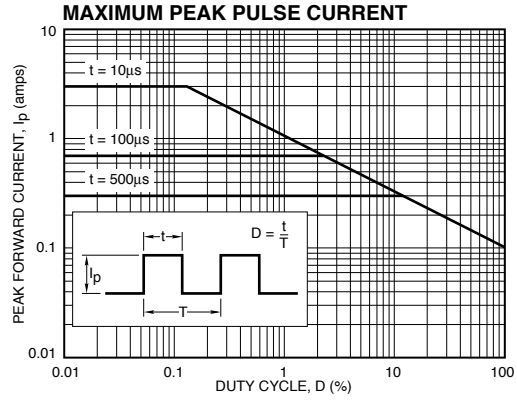 MAXIMUM PEAK PULSE CURRENT
PEAK FORWARD CURRENT, Ip (amps)
10
1
0.1
0.01
t = 10μs
t = 100μs
t = 500μs
t
D = t/T
Ip
T
0.01 0.1 1 10 100
DUTY CYCLE, D (%)